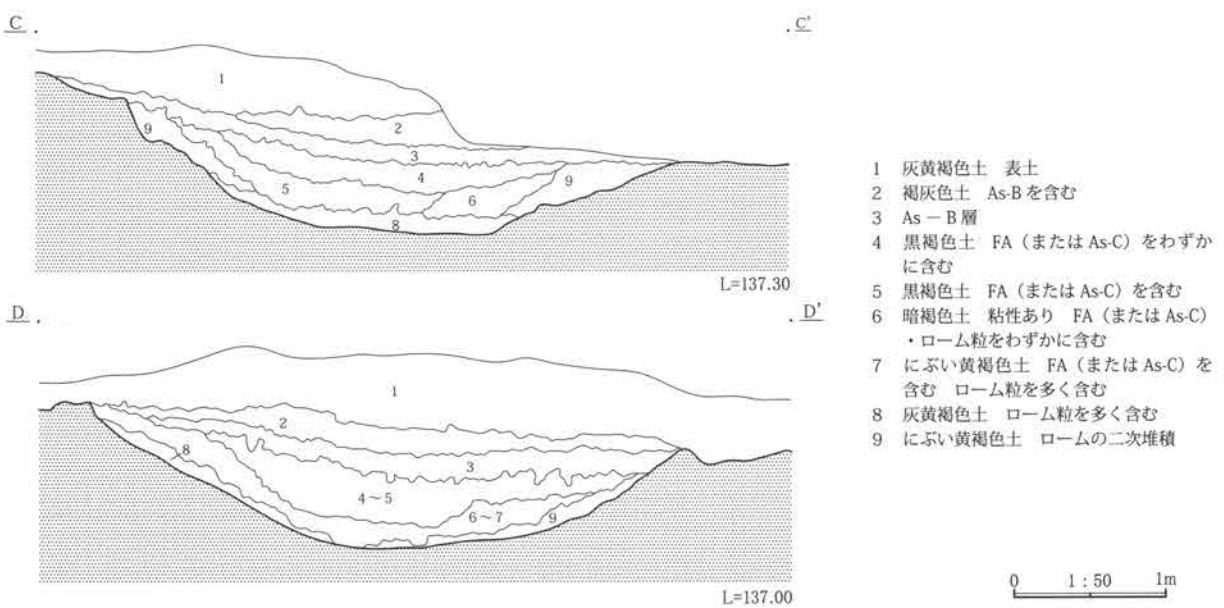 C . . C'
1
2
3
4
5
6
8
9
9
L=137.30
D . . D'
1
2
3
4～5
6～7
8
9
L=137.00
1 灰黄褐色土 表土
2 褐灰色土 As-B を含む
3 As － B 層
4 黒褐色土 FA（または As-C）をわずか
に含む
5 黒褐色土 FA（または As-C）を含む
6 暗褐色土 粘性あり FA（または As-C）
・ローム粒をわずかに含む
7 にぶい黄褐色土 FA（または As-C）を
含む ローム粒を多く含む
8 灰黄褐色土 ローム粒を多く含む
9 にぶい黄褐色土 ロームの二次堆積
0 1：50 1m